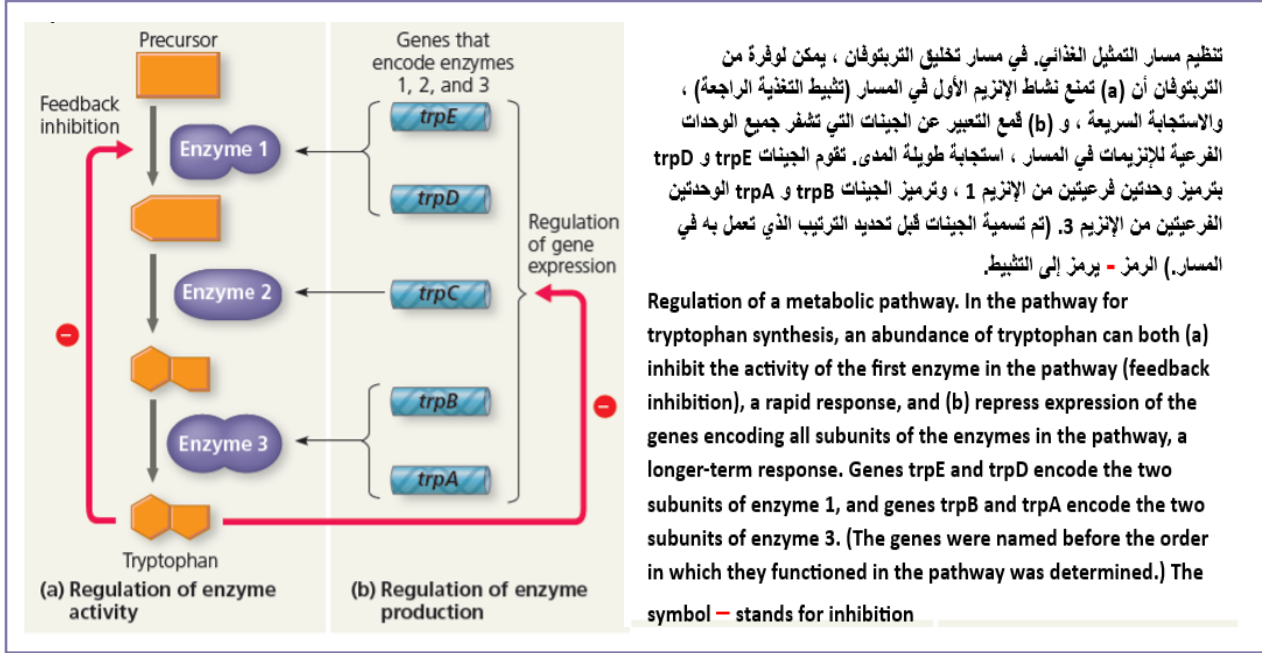 Precursor
Feedback
inhibition
Enzyme 1
Enzyme 2
Enzyme 3
Tryptophan
(a) Regulation of enzyme
activity
Genes that
encode enzymes
1, 2, and 3
trpE
trpD
trpC
trpB
trpA
Regulation
of gene
expression
(b) Regulation of enzyme
production
تنظيم مسار التمثيل الغذائي. في مسار تخليق التربتوفان ، يمكن لوفرة من
التربتوفان أن (a) تمنع نشاط الإنزيم الأول في المسار (تثبيط التغذية الراجعة) ،
والاستجابة السريعة ، و (b) قمع التعبير عن الجينات التي تشفر جميع الوحدات
الفرعية للإنزيمات في المسار ، استجابة طويلة المدى. تقوم الجينات trpE و trpD
بترميز وحدتين فرعيتين من الإنزيم 1 ، وترميز الجينات trpB و trpA الوحدتين
الفرعيتين من الإنزيم 3. (تم تسمية الجينات قبل تحديد الترتيب الذي تعمل به في
المسار.) الرمز - يرمز إلى التثبيط.
Regulation of a metabolic pathway. In the pathway for
tryptophan synthesis, an abundance of tryptophan can both (a)
inhibit the activity of the first enzyme in the pathway (feedback
inhibition), a rapid response, and (b) repress expression of the
genes encoding all subunits of the enzymes in the pathway, a
longer-term response. Genes trpE and trpD encode the two
subunits of enzyme 1, and genes trpB and trpA encode the two
subunits of enzyme 3. (The genes were named before the order
in which they functioned in the pathway was determined.) The
symbol – stands for inhibition